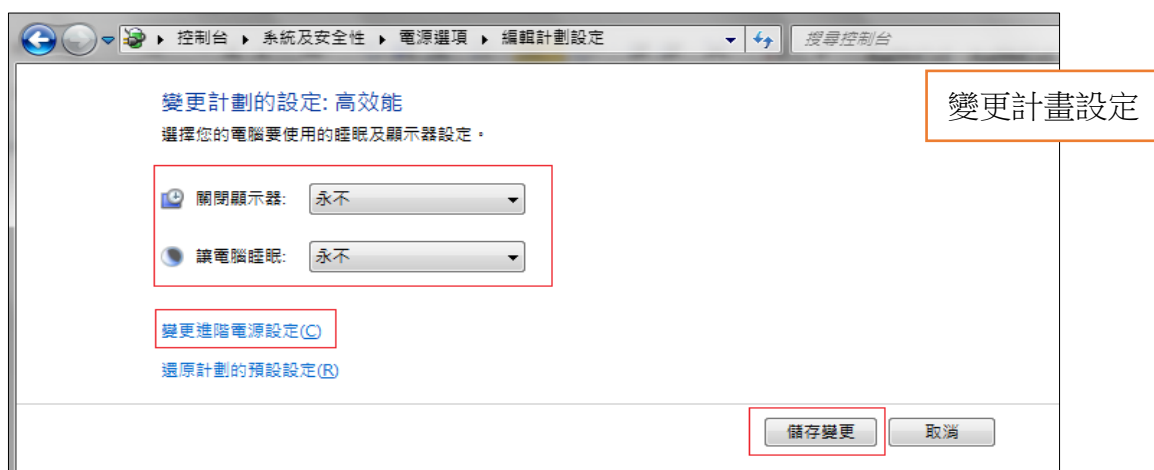 控制台 ▸ 系統及安全性 ▸ 電源選項 ▸ 編輯計劃設定
搜尋控制台
變更計畫設定
變更計劃的設定: 高效能
選擇您的電腦要使用的睡眠及顯示器設定。
關閉顯示器: 永不
讓電腦睡眠: 永不
變更進階電源設定(C)
還原計劃的預設設定(R)
儲存變更 取消